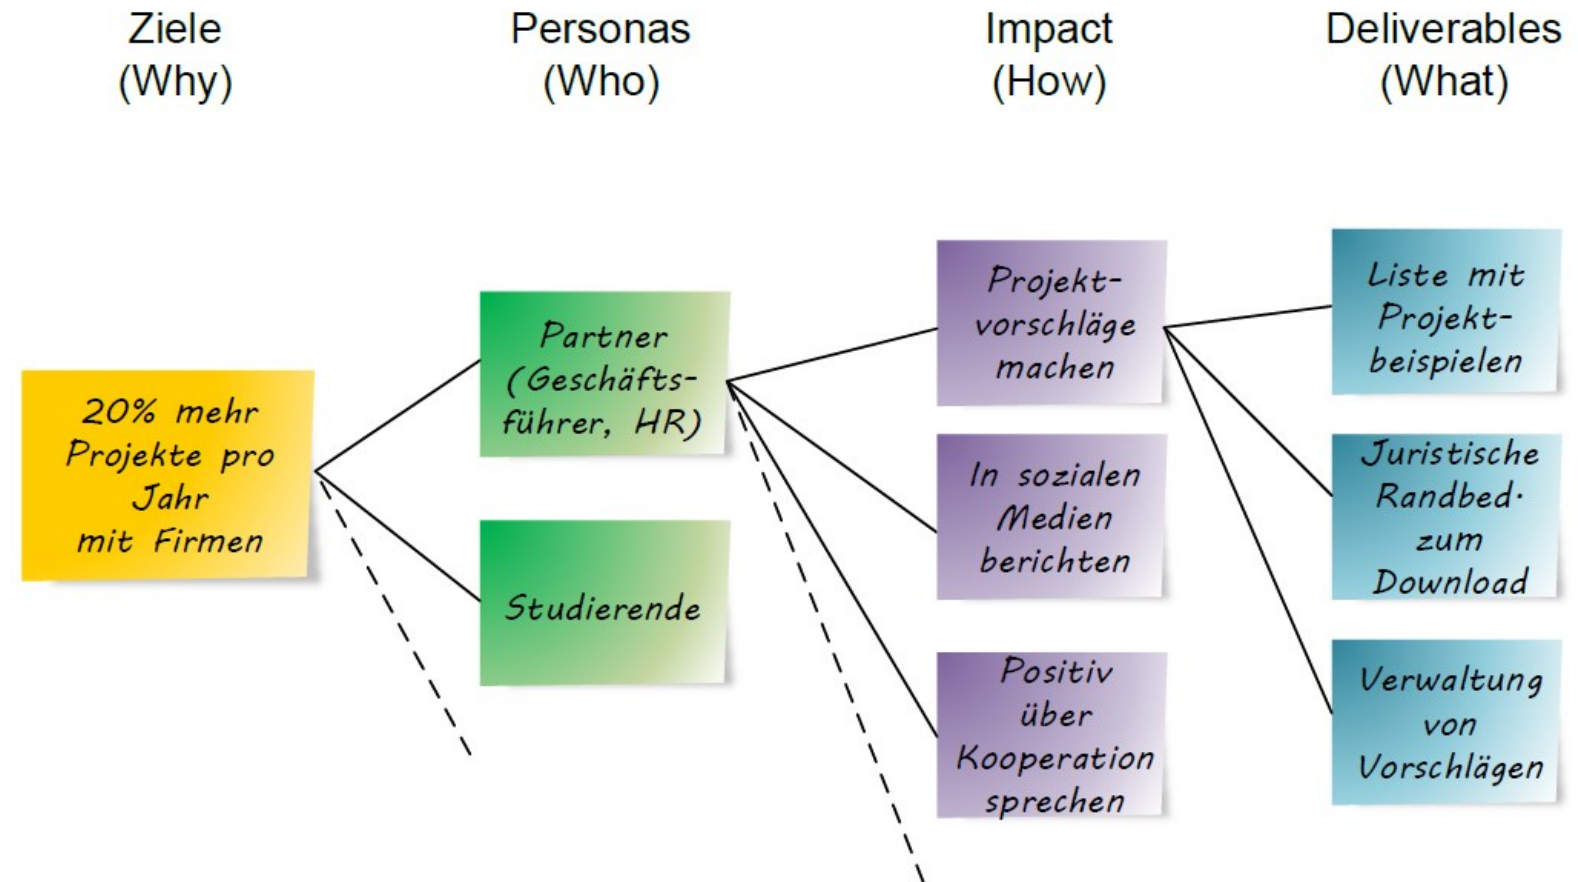 Ziele
(Why)
Personas
(Who)
Impact
(How)
Deliverables
(What)
20% mehr
Projekte pro
Jahr
mit Firmen
Partner
(Geschäfts-
führer, HR)
Studierende
Projekt-
vorschläge
machen
In sozialen
Medien
berichten
Positiv
über
Kooperation
sprechen
Liste mit
Projekt-
beispielen
Juristische
Randbed.
zum
Download
Verwaltung
von
Vorschlägen